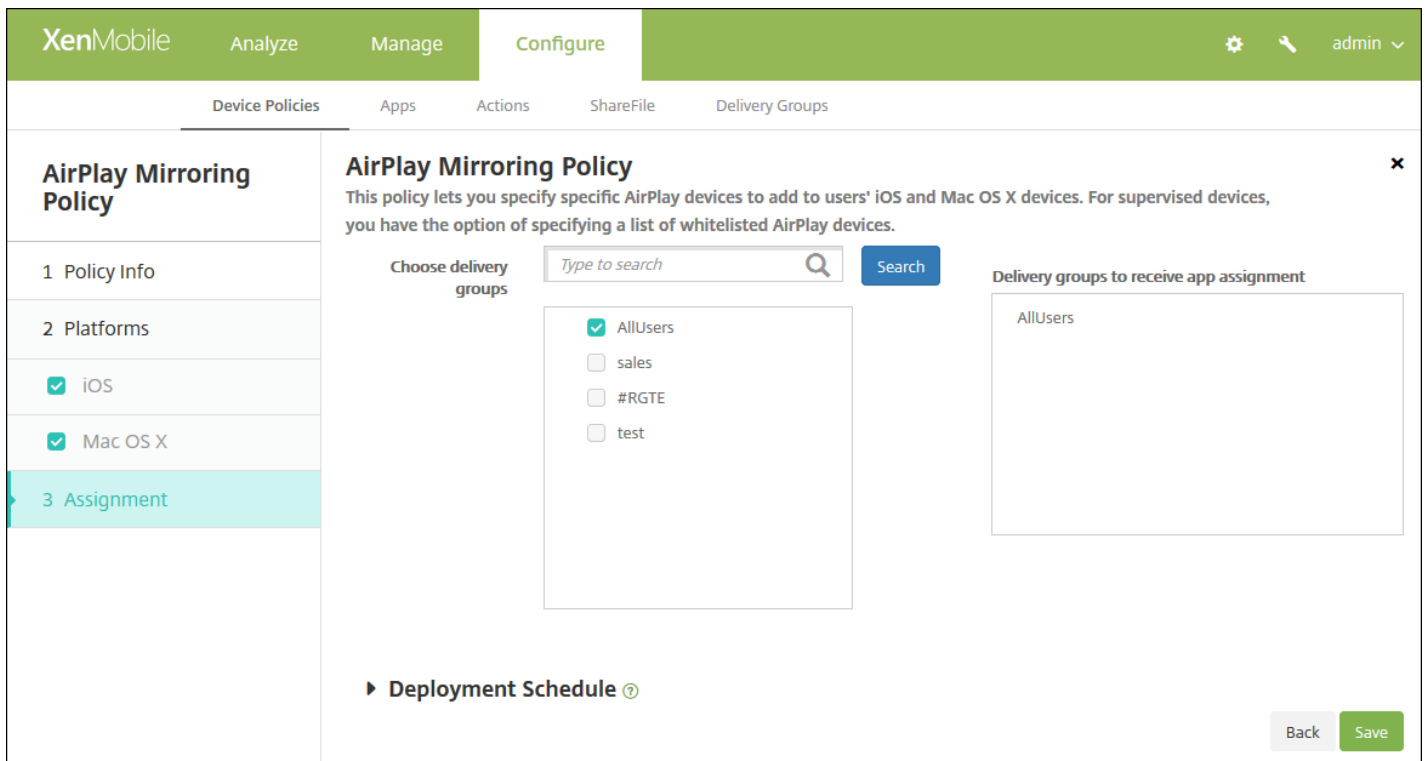 XenMobile Analyze Manage Configure admin
Device Policies Apps Actions ShareFile Delivery Groups
AirPlay Mirroring
Policy
1 Policy Info
2 Platforms
iOS
Mac OS X
3 Assignment
AirPlay Mirroring Policy
This policy lets you specify specific AirPlay devices to add to users' iOS and Mac OS X devices. For supervised devices,
you have the option of specifying a list of whitelisted AirPlay devices.
Choose delivery
groups
Type to search
Search
AllUsers
sales
#RGTE
test
Delivery groups to receive app assignment
AllUsers
Deployment Schedule ?
Back Save